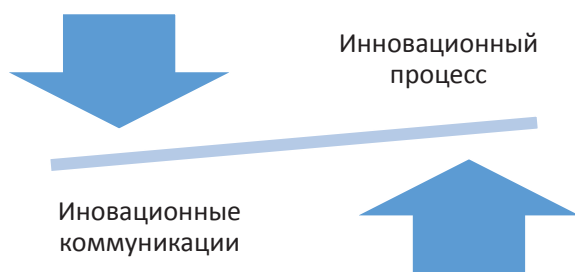 Инновационный
процесс
Иновационные
коммуникации